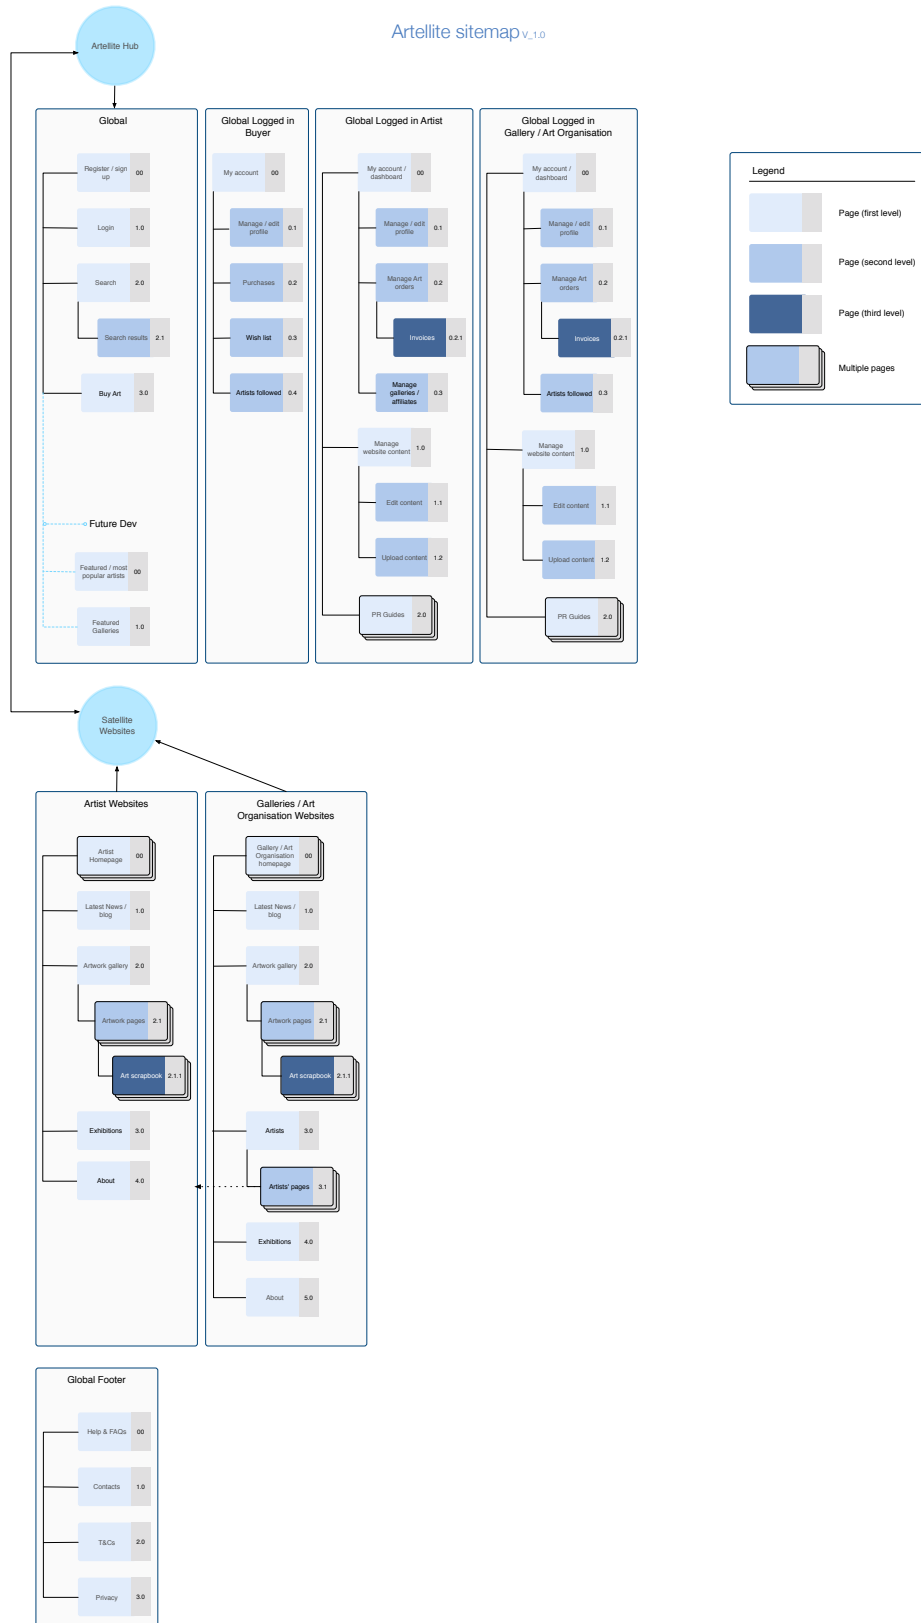 Artellite sitemap V_1.0
Artellite Hub
Global
Register / sign
up
00
Login
1.0
Search
2.0
Search results
2.1
Buy Art
3.0
Future Dev
Featured / most
popular artists
00
Featured
Galleries
1.0
Global Logged in
Buyer
My account
00
Manage / edit
profile
0.1
Purchases
0.2
Wish list
0.3
Artists followed
0.4
Global Logged in Artist
My account /
dashboard
00
Manage / edit
profile
0.1
Manage Art
orders
0.2
Invoices
0.2.1
Manage
galleries /
affiliates
0.3
Manage
website content
1.0
Edit content
1.1
Upload content
1.2
PR Guides
2.0
Global Logged in
Gallery / Art Organisation
My account /
dashboard
00
Manage / edit
profile
0.1
Manage Art
orders
0.2
Invoices
0.2.1
Artists followed
0.3
Manage
website content
1.0
Edit content
1.1
Upload content
1.2
PR Guides
2.0
Legend
Page (first level)
Page (second level)
Page (third level)
Multiple pages
Satellite
Websites
Artist Websites
Artist
Homepage
00
Latest News /
blog
1.0
Artwork gallery
2.0
Artwork pages
2.1
Art scrapbook
2.1.1
Exhibitions
3.0
About
4.0
Galleries / Art
Organisation Websites
Gallery / Art
Organisation
homepage
00
Latest News /
blog
1.0
Artwork gallery
2.0
Artwork pages
2.1
Art scrapbook
2.1.1
Artists
3.0
Artists' pages
3.1
Exhibitions
4.0
About
5.0
Global Footer
Help & FAQs
00
Contacts
1.0
T&Cs
2.0
Privacy
3.0